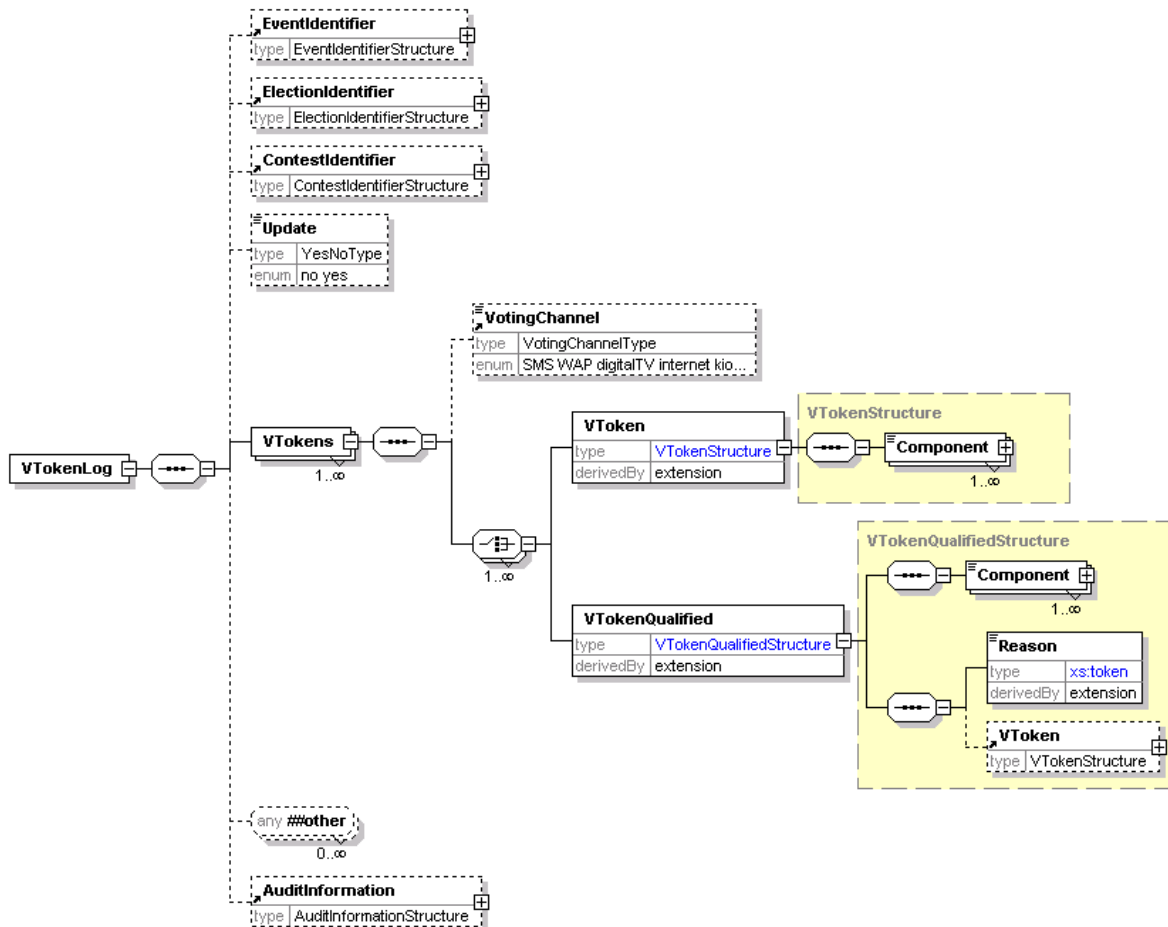 EventIdentifier
type EventIdentifierStructure
ElectionIdentifier
type ElectionIdentifierStructure
ContestIdentifier
type ContestIdentifierStructure
Update
type YesNoType
enum no yes
VotingChannel
type VotingChannelType
enum SMS WAP digitalTV internet kio...
VTokenLog
VTokens
1..∞
1..∞
VToken
type VTokenStructure
derivedBy extension
VTokenStructure
Component
1..∞
VTokenQualified
type VTokenQualifiedStructure
derivedBy extension
VTokenQualifiedStructure
Component
1..∞
Reason
type xs:token
derivedBy extension
VToken
type VTokenStructure
any ##other
0..∞
AuditInformation
type AuditInformationStructure